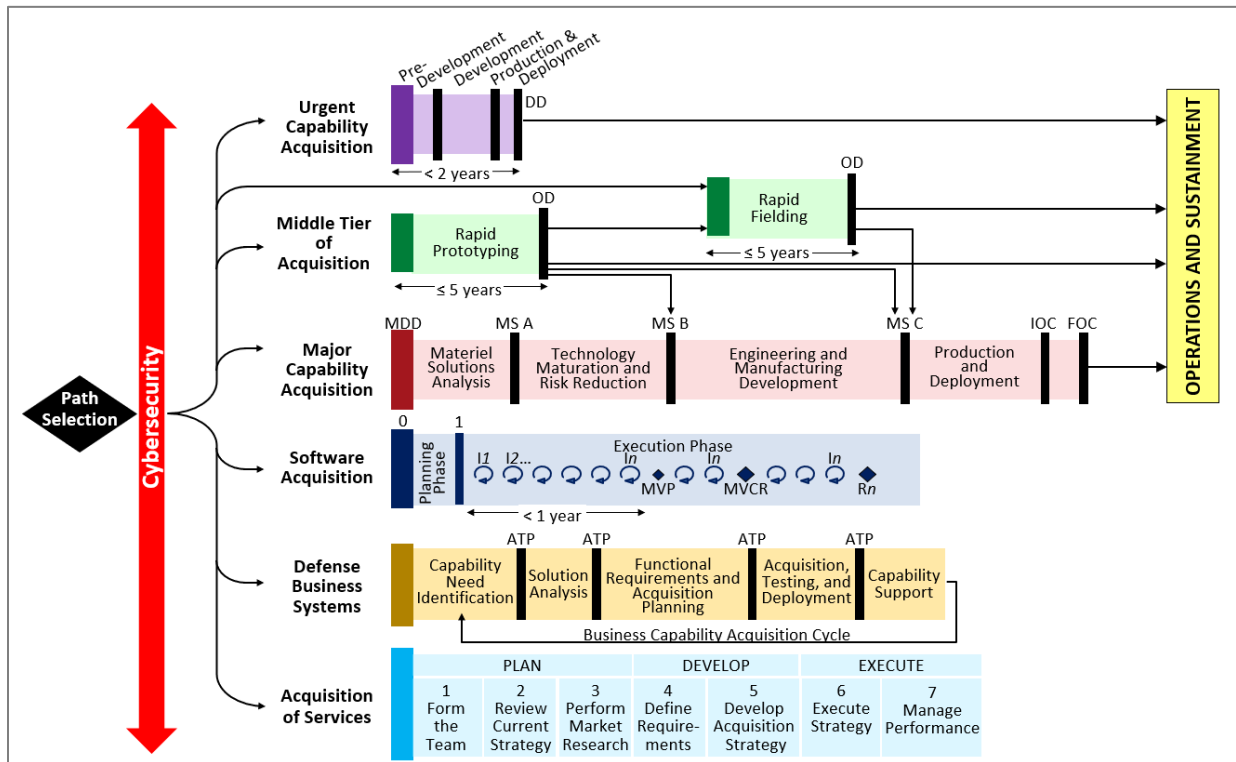 Path
Selection
Cybersecurity
Urgent
Capability
Acquisition
Pre-
Development
Development
Production &
Deployment
DD
< 2 years
Middle Tier
of
Acquisition
Rapid
Prototyping
OD
≤ 5 years
Rapid
Fielding
OD
≤ 5 years
Major
Capability
Acquisition
MDD
MS A
MS B
MS C
IOC
FOC
Materiel
Solutions
Analysis
Technology
Maturation and
Risk Reduction
Engineering and
Manufacturing
Development
Production
and
Deployment
Software
Acquisition
0
1
Planning
Phase
Execution Phase
I1
I2...
In
In
In
MVP
MVCR
Rn
< 1 year
Defense
Business
Systems
ATP
ATP
ATP
ATP
Capability
Need
Identification
Solution
Analysis
Functional
Requirements and
Acquisition
Planning
Acquisition,
Testing, and
Deployment
Capability
Support
Business Capability Acquisition Cycle
Acquisition
of Services
PLAN
DEVELOP
EXECUTE
1
Form
the
Team
2
Review
Current
Strategy
3
Perform
Market
Research
4
Define
Require-
ments
5
Develop
Acquisition
Strategy
6
Execute
Strategy
7
Manage
Performance
OPERATIONS AND SUSTAINMENT